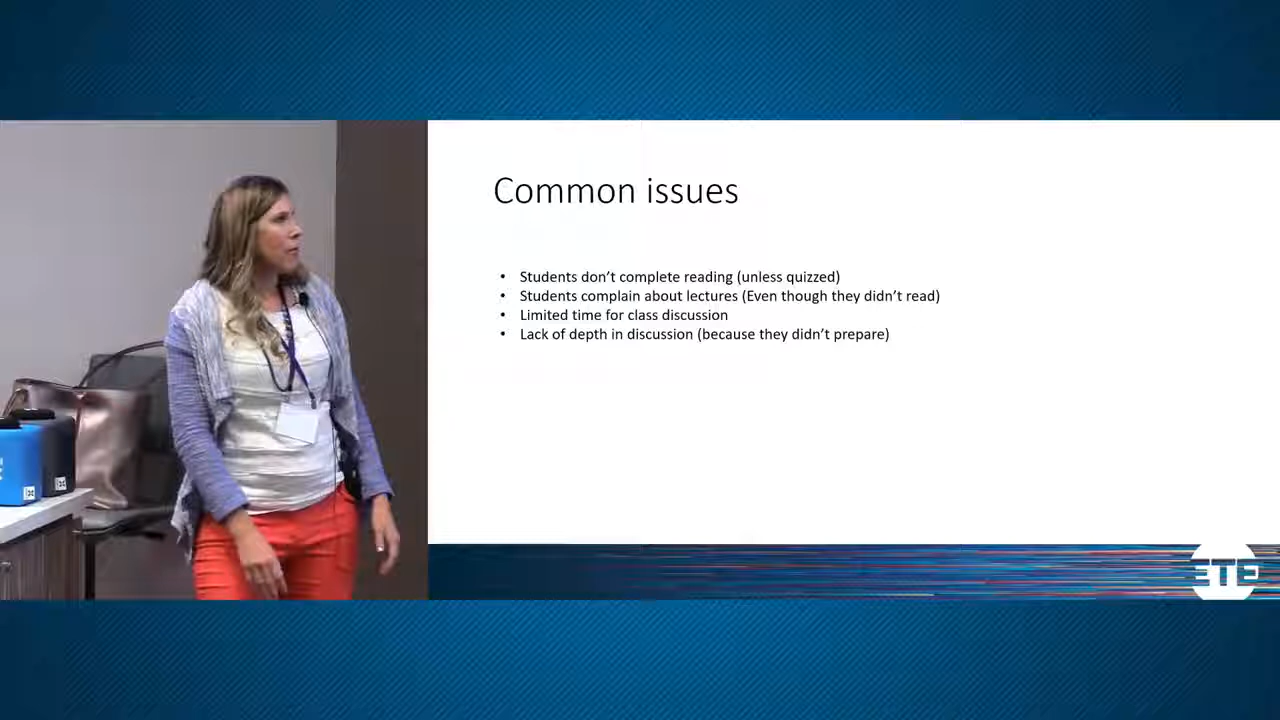 Common issues
• Students don’t complete reading (unless quizzed)
• Students complain about lectures (Even though they didn’t read)
• Limited time for class discussion
• Lack of depth in discussion (because they didn’t prepare)
ETE